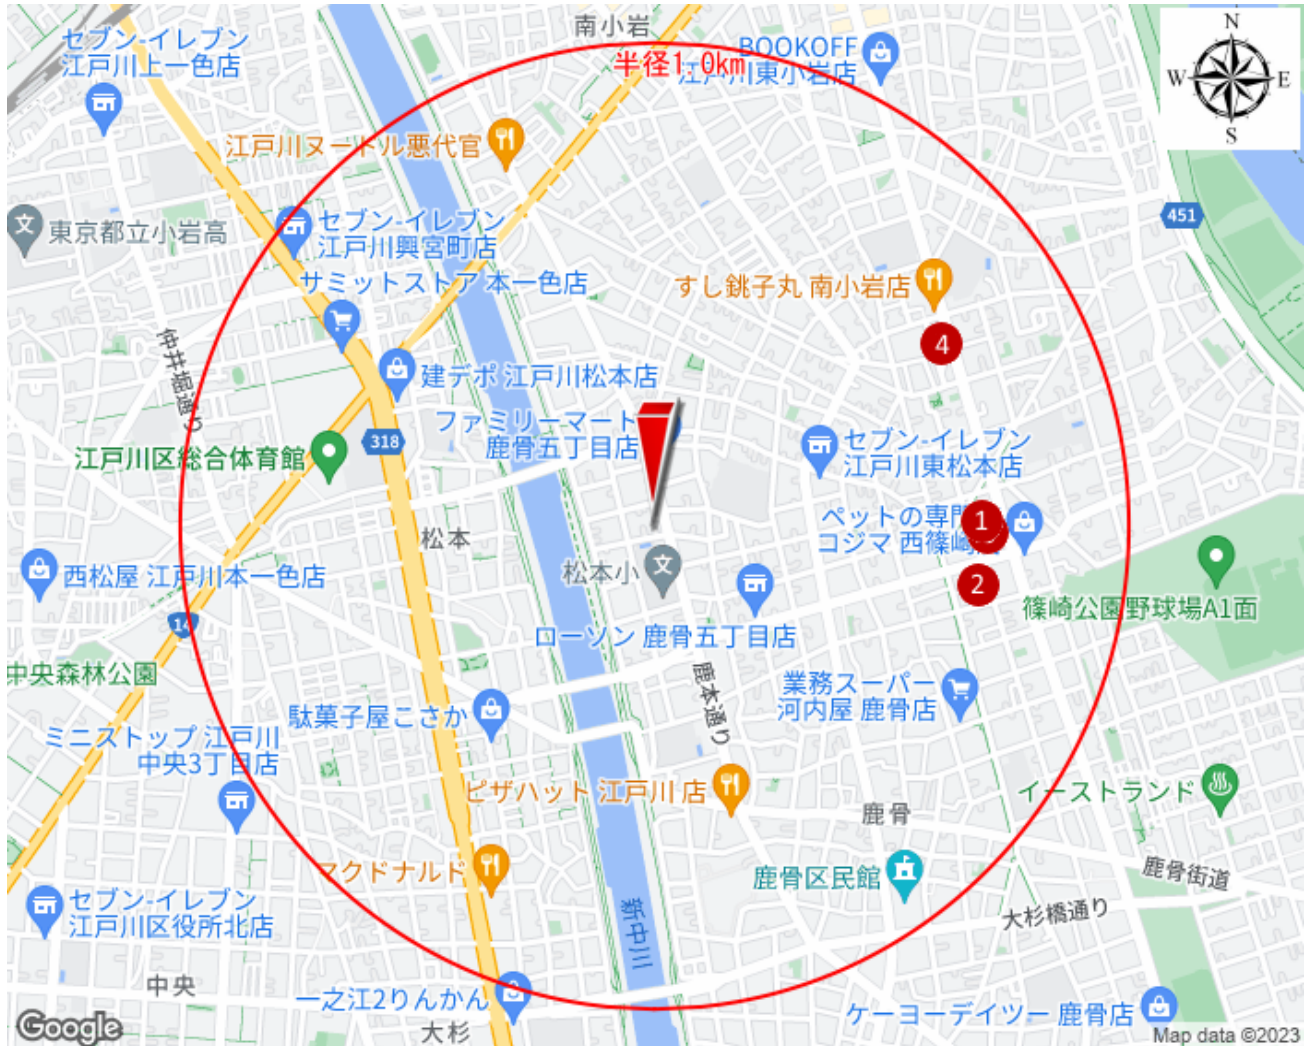 南小岩
セブン-イレブン
江戸川上一色店
BOOKOFF
江戸川東小岩店
半径1.0km
N
W
E
S
江戸川ヌートル悪代官
451
東京都立小岩高
セブン-イレブン
江戸川興宮町店
サミットストア 本一色店
すし銚子丸 南小岩店
4
仲井堀通り
建デポ 江戸川松本店
ファミリーマート
鹿骨五丁目店
318
セブン-イレブン
江戸川東松本店
江戸川区総合体育館
ペットの専門
コジマ 西篠崎
1
松本
松本小
西松屋 江戸川本一色店
2
篠崎公園野球場A1面
14
ローソン 鹿骨五丁目店
中央森林公園
鹿本通り
業務スーパー
河内屋 鹿骨店
駄菓子屋こさか
ミニストップ 江戸川
中央3丁目店
ピザハット 江戸川 店
イーストランド
鹿骨
マクドナルド
鹿骨区民館
鹿骨街道
セブン-イレブン
江戸川区役所北店
大杉橋通り
新中川
中央
一之江2りんかん
ケーヨーデイツー 鹿骨店
大杉
Google
Map data ©2023